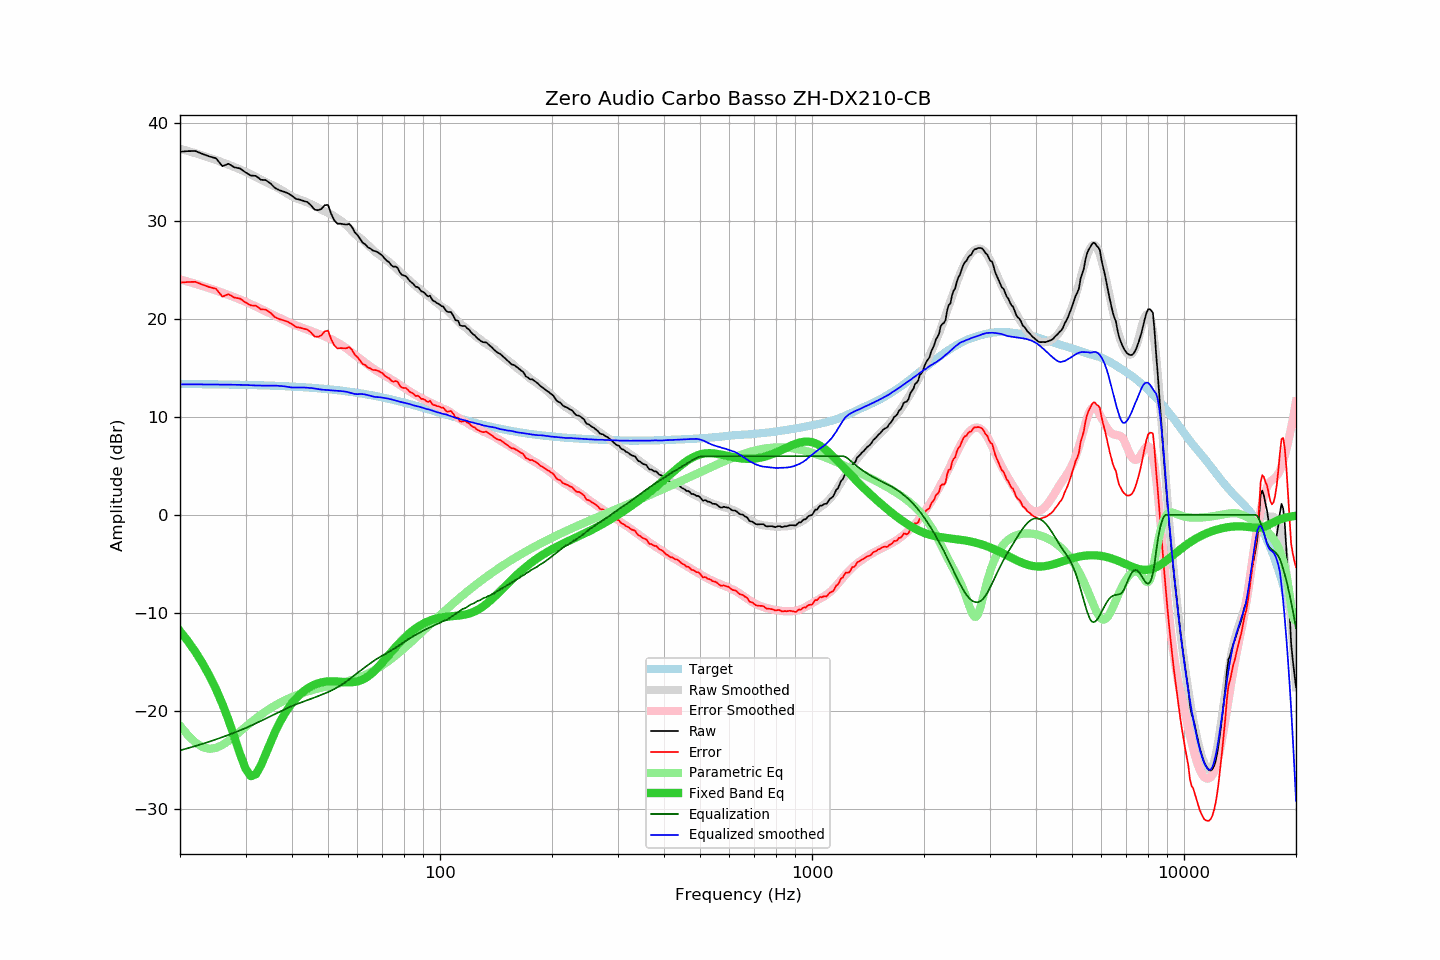 Zero Audio Carbo Basso ZH-DX210-CB
40
30
20
10
0
−10
−20
−30
Amplitude (dBr)
Target
Raw Smoothed
Error Smoothed
Raw
Error
Parametric Eq
Fixed Band Eq
Equalization
Equalized smoothed
100
1000
10000
Frequency (Hz)